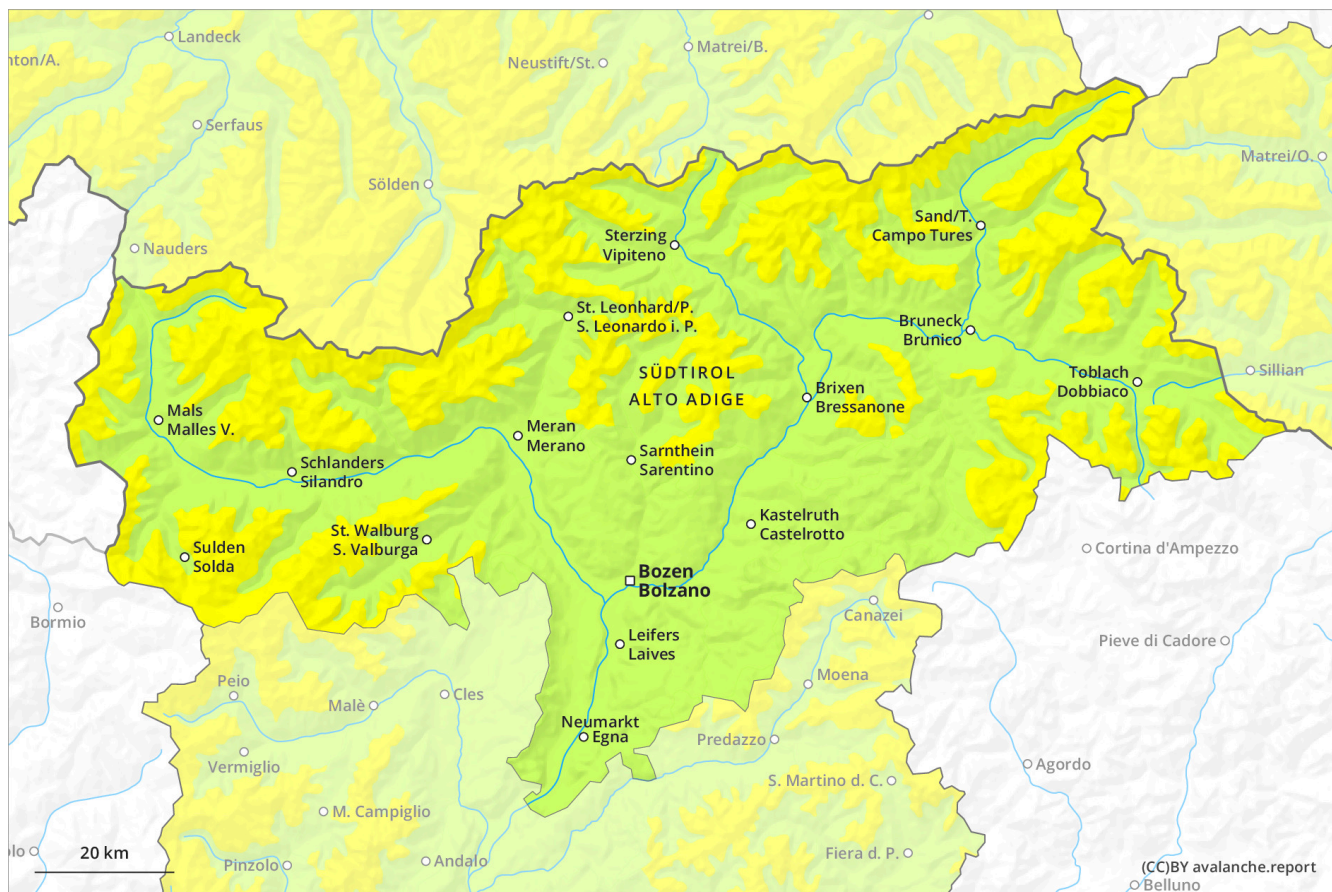 Landeck
nton/A.
Matrei/B.
Neustift/St.
Serfaus
Matrei/O.
Sölden
Nauders
Sand/T.
Campo Tures
Sterzing
Vipiteno
St. Leonhard/P.
S. Leonardo i. P.
Bruneck
Brunico
SÜDTIROL
ALTO ADIGE
Toblach
Dobbiaco
Sillian
Brixen
Bressanone
Mals
Malles V.
Meran
Merano
Sarnthein
Sarentino
Schlanders
Silandro
Kastelruth
Castelrotto
St. Walburg
S. Valburga
Sulden
Solda
Cortina d'Ampezzo
Bozen
Bolzano
Bormio
Canazei
Leifers
Laives
Pieve di Cadore
Moena
Peio
Malè
Cles
Neumarkt
Egna
Predazzo
Vermiglio
Agordo
S. Martino d. C.
M. Campiglio
olo
20 km
Pinzolo
Andalo
Fiera d. P.
(CC)BY avalanche.report
Belluno